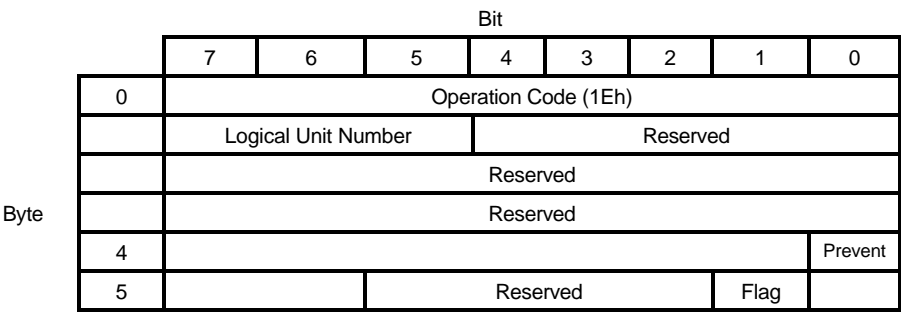 Bit
7 6 5 4 3 2 1 0
0 Operation Code (1Eh)
Logical Unit Number Reserved
Reserved
Byte Reserved
4 Prevent
5 Reserved Flag